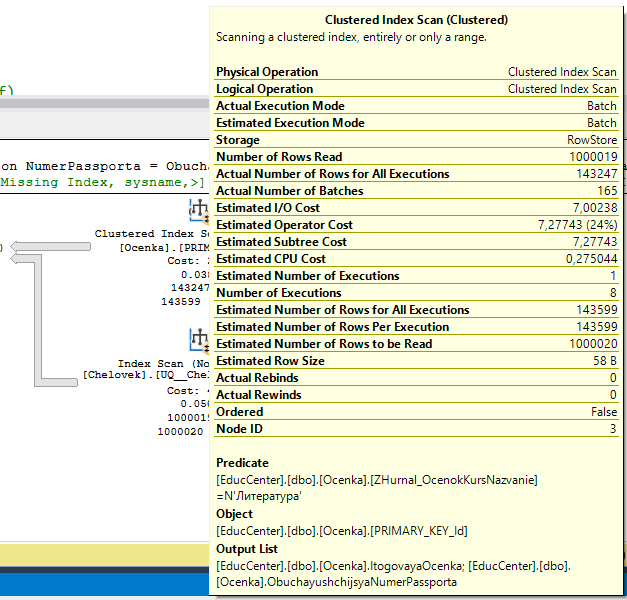 Clustered Index Scan (Clustered)
Scanning a clustered index, entirely or only a range.
Physical Operation Clustered Index Scan
Logical Operation Clustered Index Scan
Actual Execution Mode Batch
Estimated Execution Mode Batch
Storage RowStore
Number of Rows Read 1000019
Actual Number of Rows for All Executions 143247
Actual Number of Batches 165
Estimated I/O Cost 7,00238
Estimated Operator Cost 7,27743 (24%)
Estimated Subtree Cost 7,27743
Estimated CPU Cost 0,275044
Estimated Number of Executions 1
Number of Executions 8
Estimated Number of Rows for All Executions 143599
Estimated Number of Rows Per Execution 143599
Estimated Number of Rows to be Read 1000020
Estimated Row Size 58 B
Actual Rebinds 0
Actual Rewinds 0
Ordered False
Node ID 3
Predicate
[EducCenter].[dbo].[Ocenka].[ZHurnal_OcenokKursNazvanie]
=N'Литература'
Object
[EducCenter].[dbo].[Ocenka].[PRIMARY_KEY_Id]
Output List
[EducCenter].[dbo].[Ocenka].ItogovayaOcenka; [EducCenter].[dbo].
[Ocenka].ObuchayushchijsyaNumerPassporta
f)
on NumerPassporta = Obucha
Missing Index, sysname,>]
Clustered Index Sc
[Ocenka].[PRIM
Cost: 2
0.03
143247
143599
Index Scan (No
[Chelovek].[UQ__Chel
Cost: 4
0.05
1000019
1000020